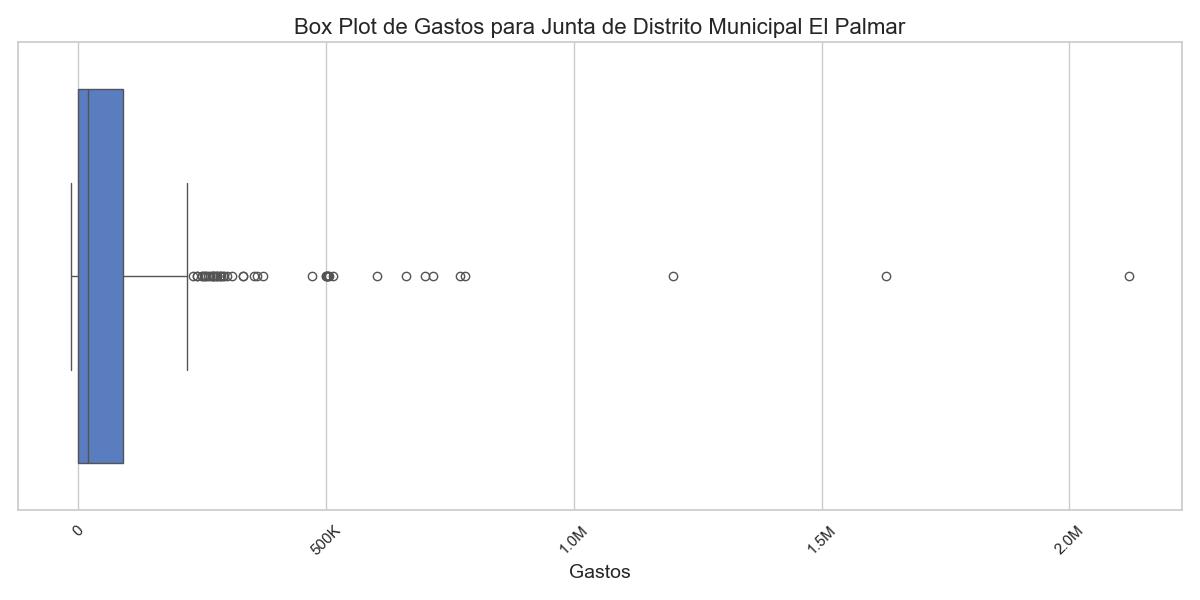 Box Plot de Gastos para Junta de Distrito Municipal El Palmar
0
500K
1.0M
1.5M
2.0M
Gastos